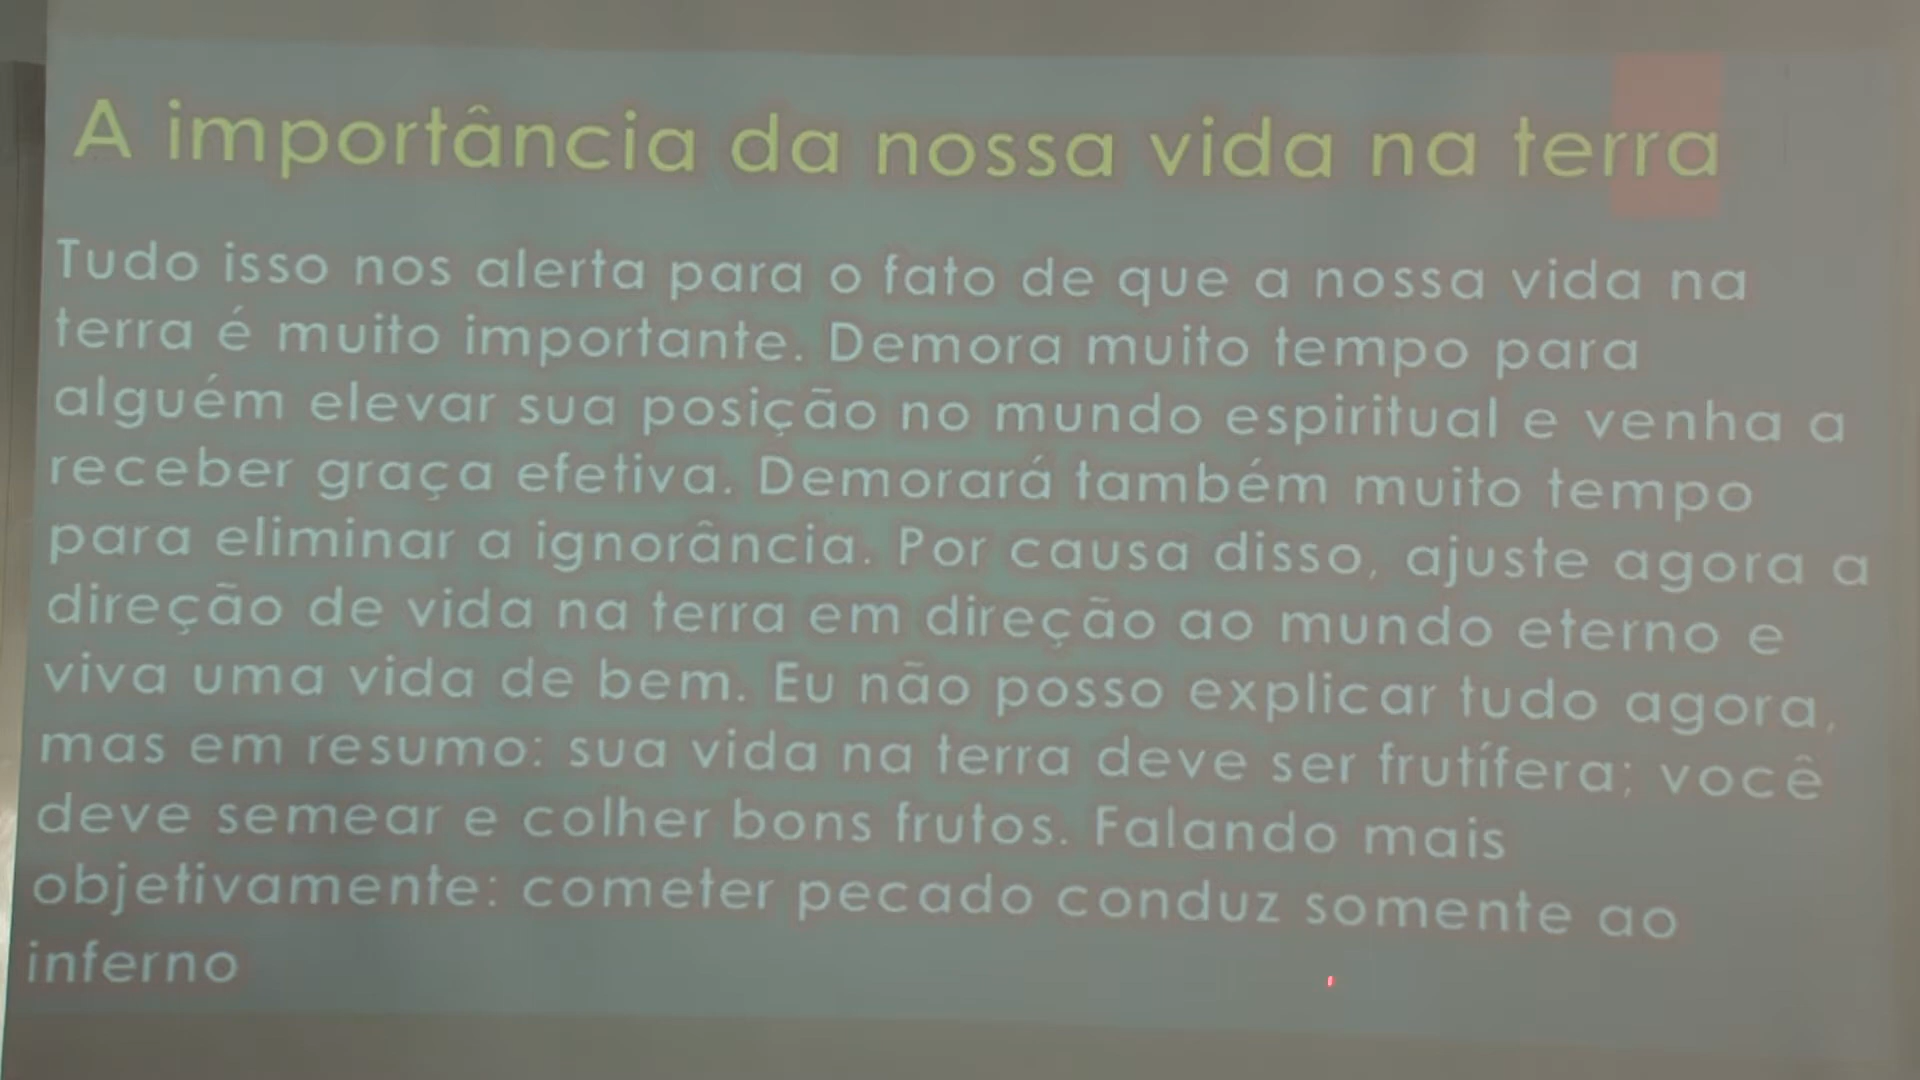 A importância da nossa vida na terra
Tudo isso nos alerta para o fato de que a nossa vida na
terra é muito importante. Demora muito tempo para
alguém elevar sua posição no mundo espiritual e venha a
receber graça efetiva. Demorará também muito tempo
para eliminar a ignorância. Por causa disso, ajuste agora a
direção de vida na terra em direção ao mundo eterno e
viva uma vida de bem. Eu não posso explicar tudo agora,
mas em resumo: sua vida na terra deve ser frutífera; você
deve semear e colher bons frutos. Falando mais
objetivamente: cometer pecado conduz somente ao
inferno